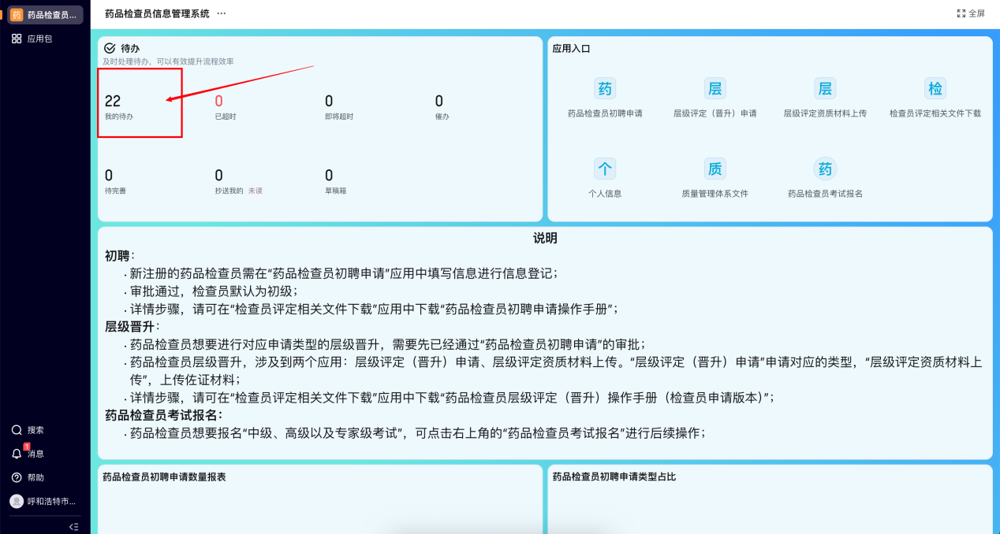 药 药品检查员...
应用包
搜索
1
消息
帮助
呼和浩特市...
药品检查员信息管理系统 ...
全屏
待办
及时处理待办，可以有效提升流程效率
22
我的待办
0
已超时
0
即将超时
0
催办
0
待完善
0
抄送我的 未读
0
草稿箱
应用入口
药
药品检查员初聘申请
层
层级评定（晋升）申请
层
层级评定资质材料上传
检
检查员评定相关文件下载
个
个人信息
质
质量管理体系文件
药
药品检查员考试报名
说明
初聘：
· 新注册的药品检查员需在“药品检查员初聘申请”应用中填写信息进行信息登记；
· 审批通过，检查员默认为初级；
· 详情步骤，请可在“检查员评定相关文件下载”应用中下载“药品检查员初聘申请操作手册”；
层级晋升：
· 药品检查员想要进行对应申请类型的层级晋升，需要先已经通过“药品检查员初聘申请”的审批；
· 药品检查员层级晋升，涉及到两个应用：层级评定（晋升）申请、层级评定资质材料上传。“层级评定（晋升）申请”申请对应的类型，“层级评定资质材料上
传”，上传佐证材料；
· 详情步骤，请可在“检查员评定相关文件下载”应用中下载“药品检查员层级评定（晋升）操作手册（检查员申请版本）”；
药品检查员考试报名：
· 药品检查员想要报名“中级、高级以及专家级考试”，可点击右上角的“药品检查员考试报名”进行后续操作；
药品检查员初聘申请数量报表
药品检查员初聘申请类型占比